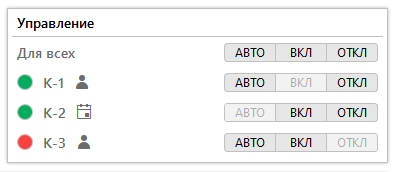 Управление
Для всех АВТО ВКЛ ОТКЛ
К-1 АВТО ВКЛ ОТКЛ
К-2 АВТО ВКЛ ОТКЛ
К-3 АВТО ВКЛ ОТКЛ